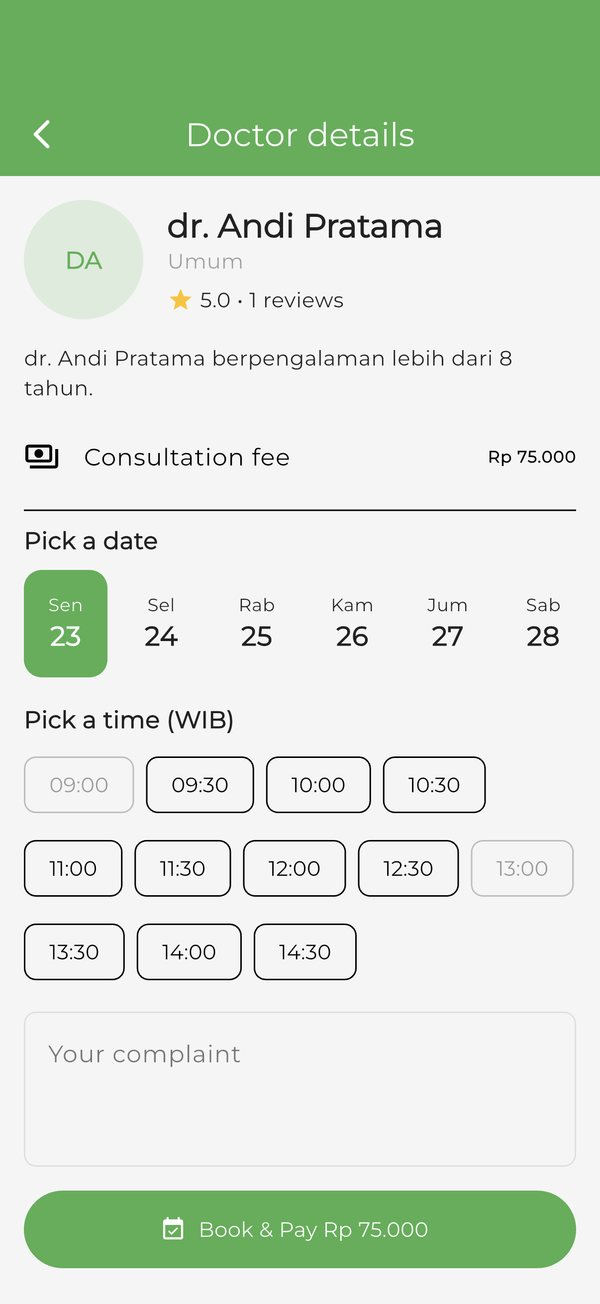 Doctor details
DA
dr. Andi Pratama
Umum
5.0 • 1 reviews
dr. Andi Pratama berpengalaman lebih dari 8
tahun.
Consultation fee Rp 75.000
Pick a date
Sen Sel Rab Kam Jum Sab
23 24 25 26 27 28
Pick a time (WIB)
09:00 09:30 10:00 10:30
11:00 11:30 12:00 12:30 13:00
13:30 14:00 14:30
Your complaint
Book & Pay Rp 75.000